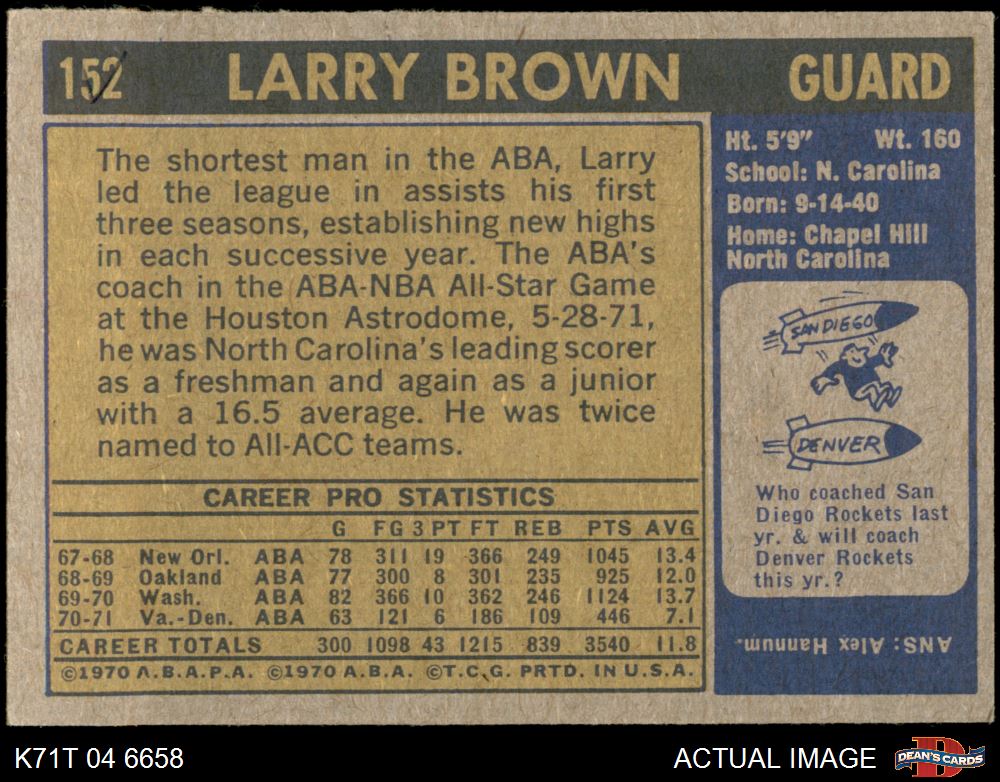 152 LARRY BROWN GUARD
The shortest man in the ABA, Larry
led the league in assists his first
three seasons, establishing new highs
in each successive year. The ABA's
coach in the ABA-NBA All-Star Game
at the Houston Astrodome, 5-28-71,
he was North Carolina's leading scorer
as a freshman and again as a junior
with a 16.5 average. He was twice
named to All-ACC teams.
CAREER PRO STATISTICS
G FG 3 PT FT REB PTS AVG
67-68 New Orl. ABA 78 311 19 366 249 1045 13.4
68-69 Oakland ABA 77 300 8 301 235 925 12.0
69-70 Wash. ABA 82 366 10 362 246 1124 13.7
70-71 Va.-Den. ABA 63 121 6 186 109 446 7.1
CAREER TOTALS 300 1098 43 1215 839 3540 11.8
©1970 A.B.A.P.A. ©1970 A.B.A. ©T.C.G. PRTD. IN U.S.A.
Ht. 5'9" Wt. 160
School: N. Carolina
Born: 9-14-40
Home: Chapel Hill
North Carolina
SAN DIEGO
DENVER
Who coached San
Diego Rockets last
yr. & will coach
Denver Rockets
this yr.?
ANS: Alex Hannum.
K71T 04 6658 ACTUAL IMAGE
D
DEAN'S CARDS